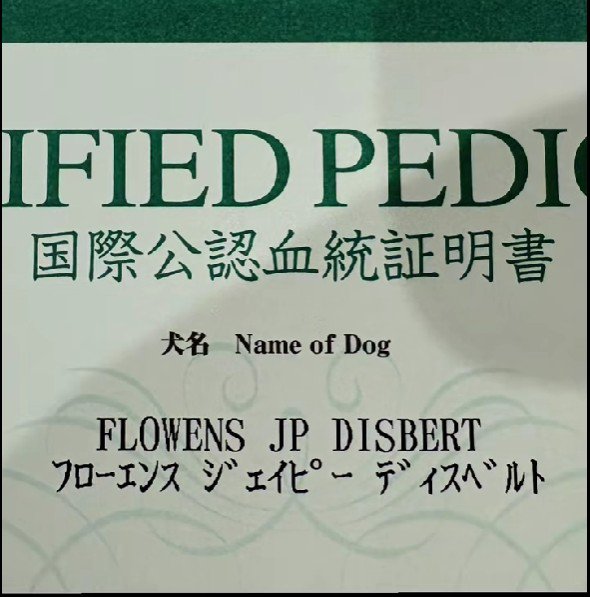 IFIED PEDI
国際公認血統証明書
犬名 Name of Dog
FLOWENS JP DISBERT
フローエンス ジェイピー ディスベルト